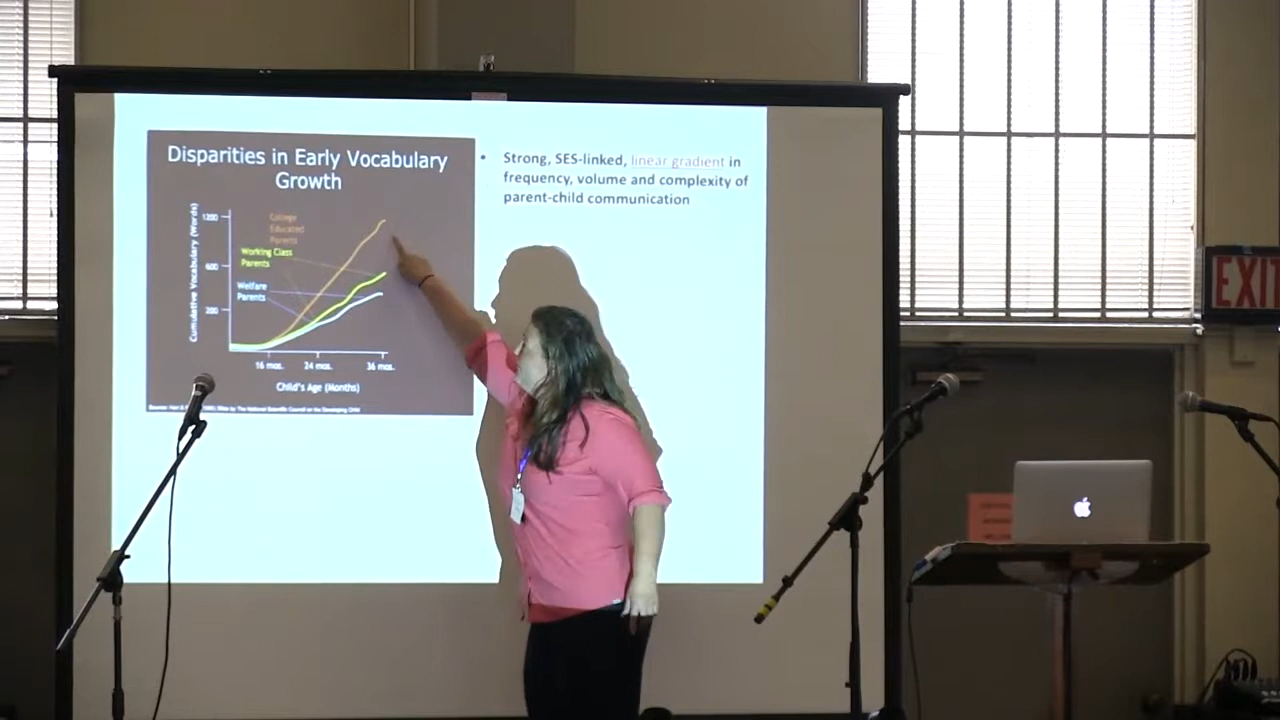 Disparities in Early Vocabulary
Growth
Cumulative Vocabulary (Words)
1200
600
200
College
Educated
Parents
Working Class
Parents
Welfare
Parents
16 mos.
24 mos.
36 mos.
Child's Age (Months)
• Strong, SES-linked, linear gradient in
frequency, volume and complexity of
parent-child communication
EXIT